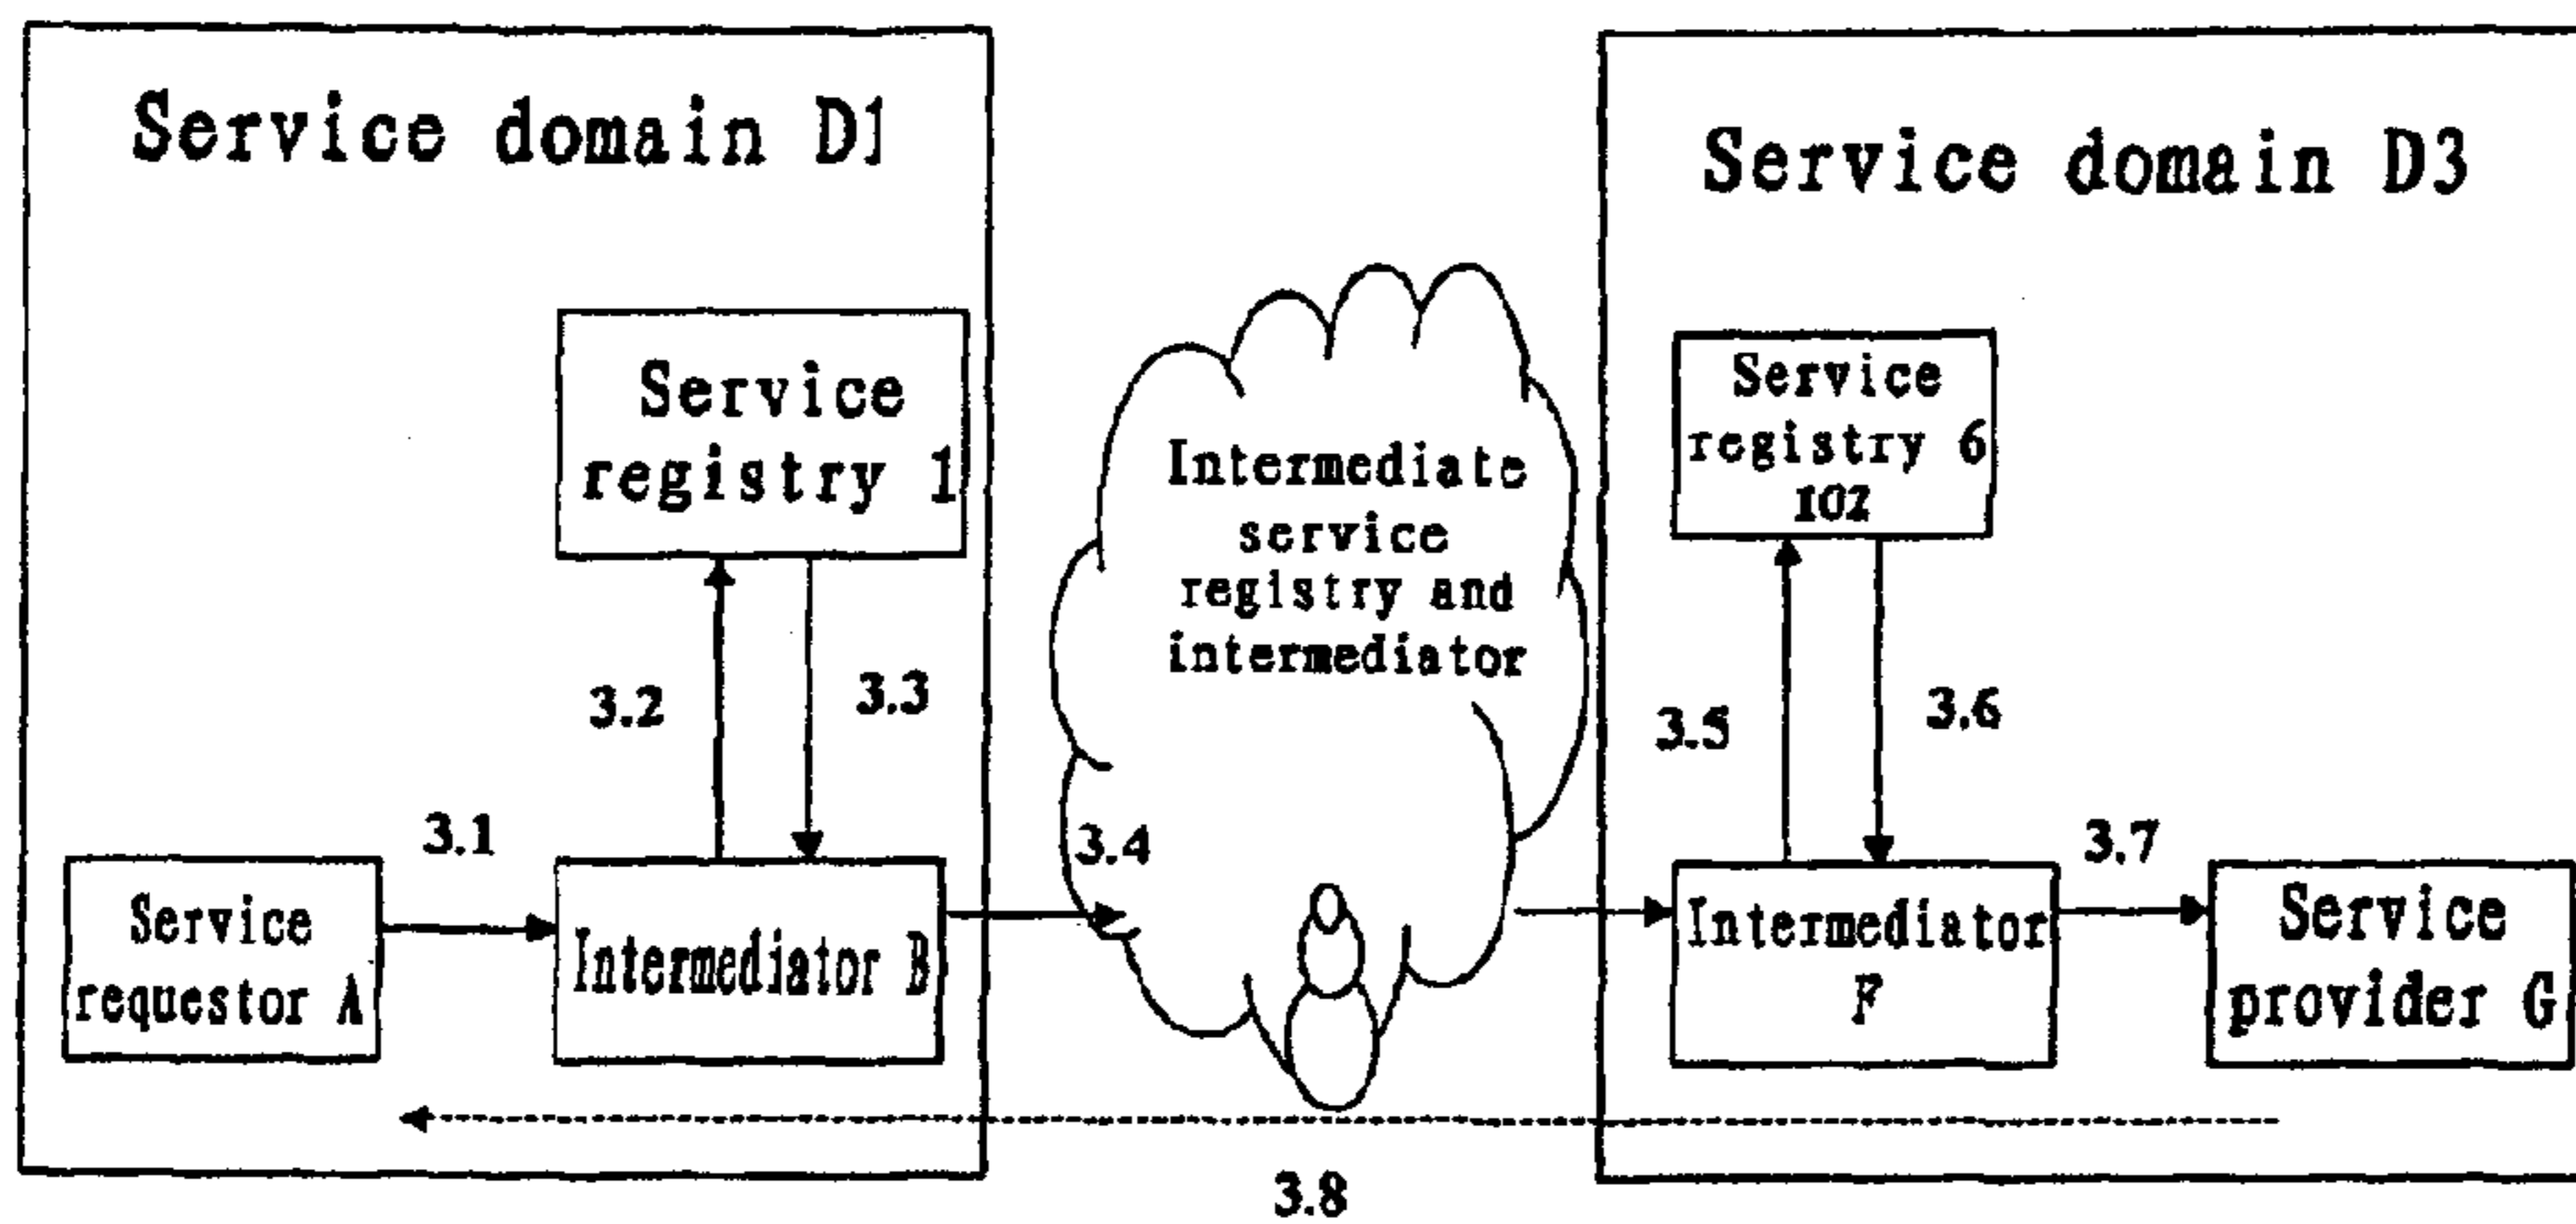 Service domain D1
Service domain D3
Service
registry 1
Intermediate
service
registry and
intermediator
Service
registry 6
102
3.2
3.3
3.5
3.6
3.1
3.4
3.7
Service
requestor A
Intermediator B
Intermediator
F
Service
provider G
3.8